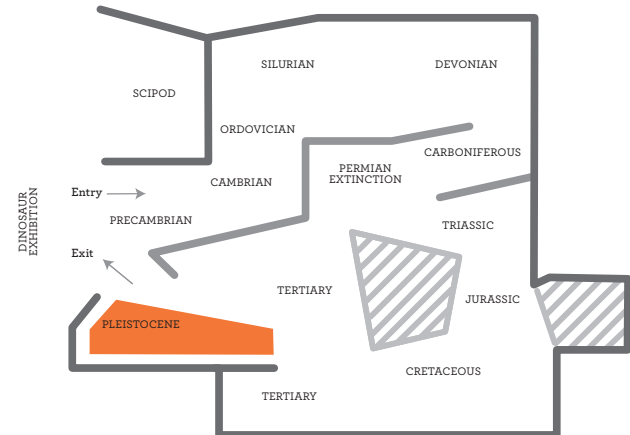 SILURIAN
DEVONIAN
SCIPOD
ORDOVICIAN
CARBONIFEROUS
PERMIAN
EXTINCTION
CAMBRIAN
Entry
PRECAMBRIAN
DINOSAUR
EXHIBITION
TRIASSIC
Exit
TERTIARY
JURASSIC
PLEISTOCENE
CRETACEOUS
TERTIARY